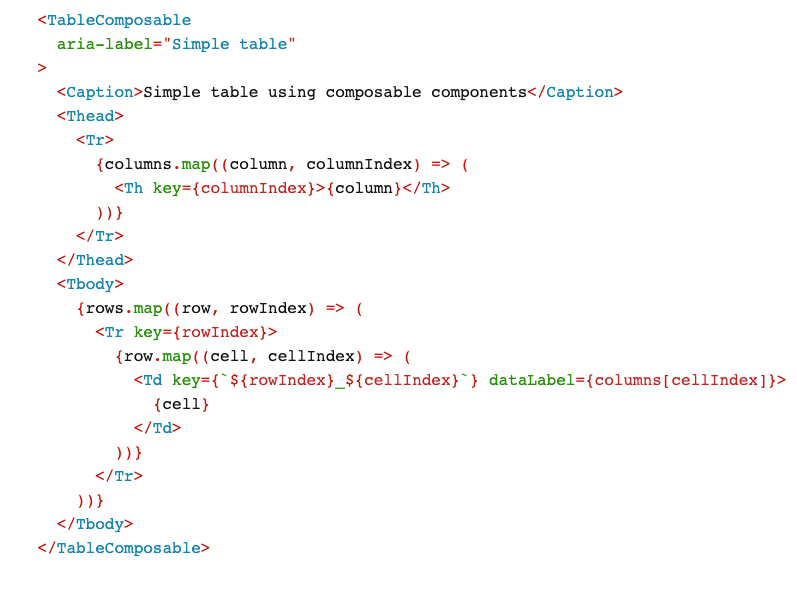 <TableComposable
  aria-label="Simple table"
>
  <Caption>Simple table using composable components</Caption>
  <Thead>
    <Tr>
      {columns.map((column, columnIndex) => (
        <Th key={columnIndex}>{column}</Th>
      ))}
    </Tr>
  </Thead>
  <Tbody>
    {rows.map((row, rowIndex) => (
      <Tr key={rowIndex}>
        {row.map((cell, cellIndex) => (
          <Td key={`${rowIndex}_${cellIndex}`} dataLabel={columns[cellIndex]}>
            {cell}
          </Td>
        ))}
      </Tr>
    ))}
  </Tbody>
</TableComposable>